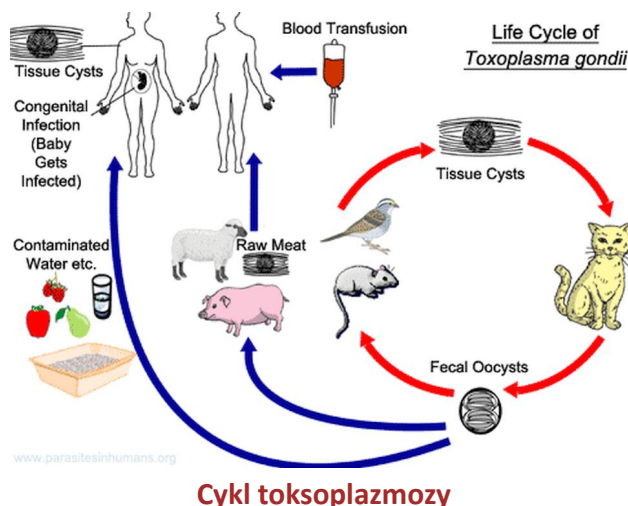 Life Cycle of
Toxoplasma gondii
Blood Transfusion
Tissue Cysts
Congenital
Infection
(Baby
Gets
Infected)
Tissue Cysts
Contaminated
Water etc.
Raw Meat
Fecal Oocysts
www.parasitesinhumans.org
Cykl toksoplazmozy